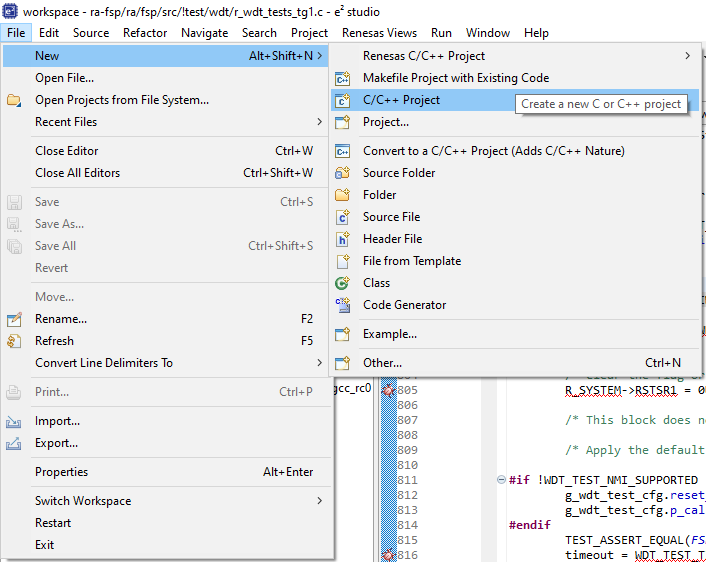 workspace - ra-fsp/ra/fsp/src/!test/wdt/r_wdt_tests_tg1.c - e² studio
File Edit Source Refactor Navigate Search Project Renesas Views Run Window Help
New Alt+Shift+N
Open File...
Open Projects from File System...
Recent Files
Close Editor Ctrl+W
Close All Editors Ctrl+Shift+W
Save Ctrl+S
Save As...
Save All Ctrl+Shift+S
Revert
Move...
Rename... F2
Refresh F5
Convert Line Delimiters To
Print... Ctrl+P
Import...
Export...
Properties Alt+Enter
Switch Workspace
Restart
Exit
Renesas C/C++ Project
Makefile Project with Existing Code
C/C++ Project
Create a new C or C++ project
Project...
Convert to a C/C++ Project (Adds C/C++ Nature)
Source Folder
Folder
Source File
Header File
File from Template
Class
Code Generator
Example...
Other... Ctrl+N
gcc_rc0
805 R_SYSTEM->RSTSR1 = 0
806
807 /* This block does n
808
809 /* Apply the default
810
811 #if !WDT_TEST_NMI_SUPPORTED
812 g_wdt_test_cfg.reset_
813 g_wdt_test_cfg.p_cal
814 #endif
815 TEST_ASSERT_EQUAL(FS
816 timeout = WDT_TEST_T